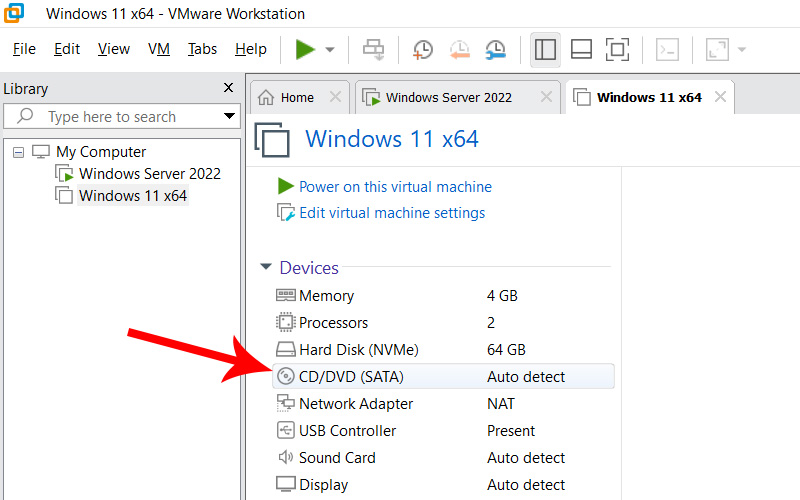 Windows 11 x64 - VMware Workstation
File Edit View VM Tabs Help
Library
Type here to search
My Computer
Windows Server 2022
Windows 11 x64
Home Windows Server 2022 Windows 11 x64
Windows 11 x64
Power on this virtual machine
Edit virtual machine settings
Devices
Memory 4 GB
Processors 2
Hard Disk (NVMe) 64 GB
CD/DVD (SATA) Auto detect
Network Adapter NAT
USB Controller Present
Sound Card Auto detect
Display Auto detect